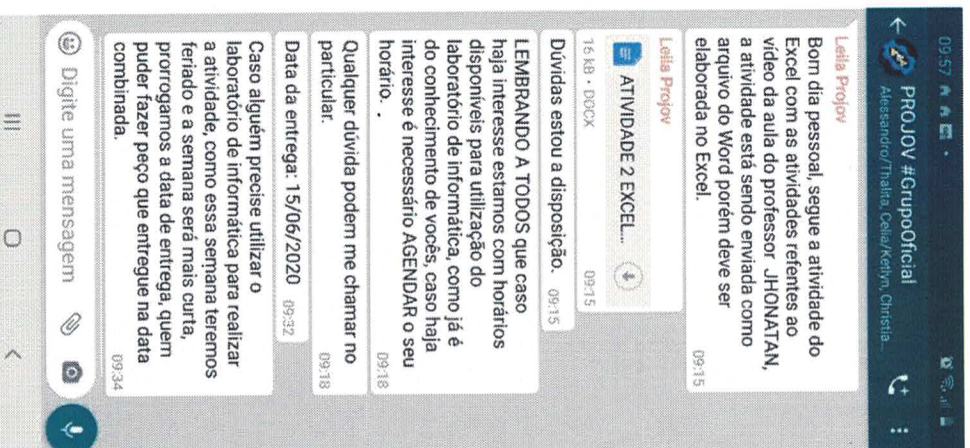 09:57
PROJOV #GrupoOficial
Alessandro/Thalita, Celia/Ketlyn, Christia...
Leila Projov
Bom dia pessoal, segue a atividade do
Excel com as atividades refentes ao
vídeo da aula do professor JHONATAN,
a atividade está sendo enviada como
arquivo do Word porém deve ser
elaborada no Excel.
09:15
Leila Projov
ATIVIDADE 2 EXCEL...
16 kB · DOCX
09:15
Dúvidas estou a disposição. 09:15
LEMBRANDO A TODOS que caso
haja interesse estamos com horários
disponíveis para utilização do
laboratório de informática, como já é
do conhecimento de vocês, caso haja
interesse é necessário AGENDAR o seu
horário. .
09:18
Qualquer dúvida podem me chamar no
particular.
09:18
Data da entrega: 15/06/2020 09:32
Caso alguém precise utilizar o
laboratório de informática para realizar
a atividade, como essa semana teremos
feriado e a semana será mais curta,
prorrogamos a data de entrega, quem
puder fazer peço que entregue na data
combinada.
09:34
Digite uma mensagem